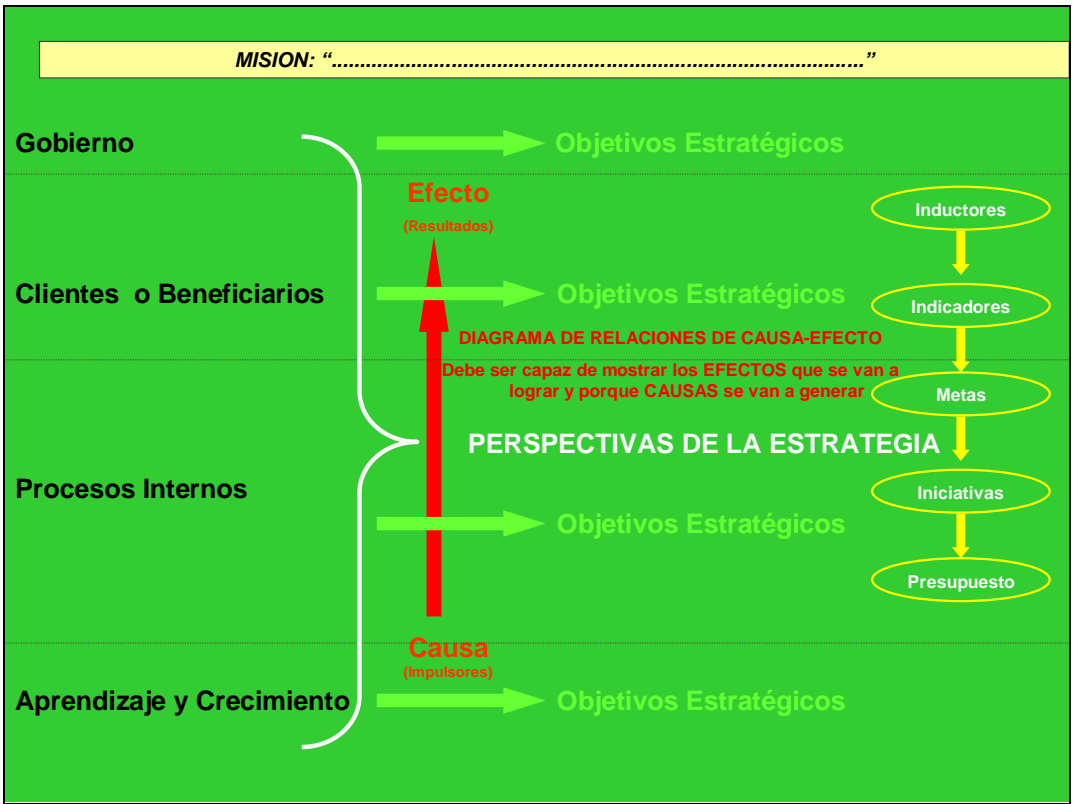 MISION: “.............................................................................................”
Gobierno
Objetivos Estratégicos
Efecto
(Resultados)
Inductores
Clientes o Beneficiarios
Objetivos Estratégicos
Indicadores
DIAGRAMA DE RELACIONES DE CAUSA-EFECTO
Debe ser capaz de mostrar los EFECTOS que se van a
lograr y porque CAUSAS se van a generar
Metas
PERSPECTIVAS DE LA ESTRATEGIA
Procesos Internos
Iniciativas
Objetivos Estratégicos
Presupuesto
Causa
(Impulsores)
Aprendizaje y Crecimiento
Objetivos Estratégicos